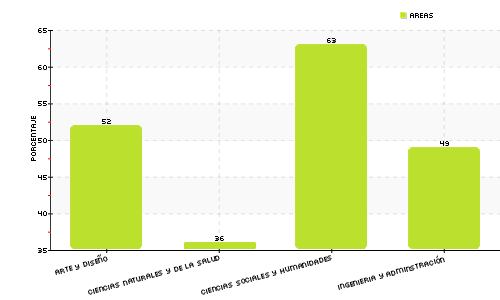 AREAS
65
60
55
50
45
40
35
PORCENTAJE
52
36
63
49
ARTE Y DISEÑO
CIENCIAS NATURALES Y DE LA SALUD
CIENCIAS SOCIALES Y HUMANIDADES
INGENIERIA Y ADMINSTRACIÓN